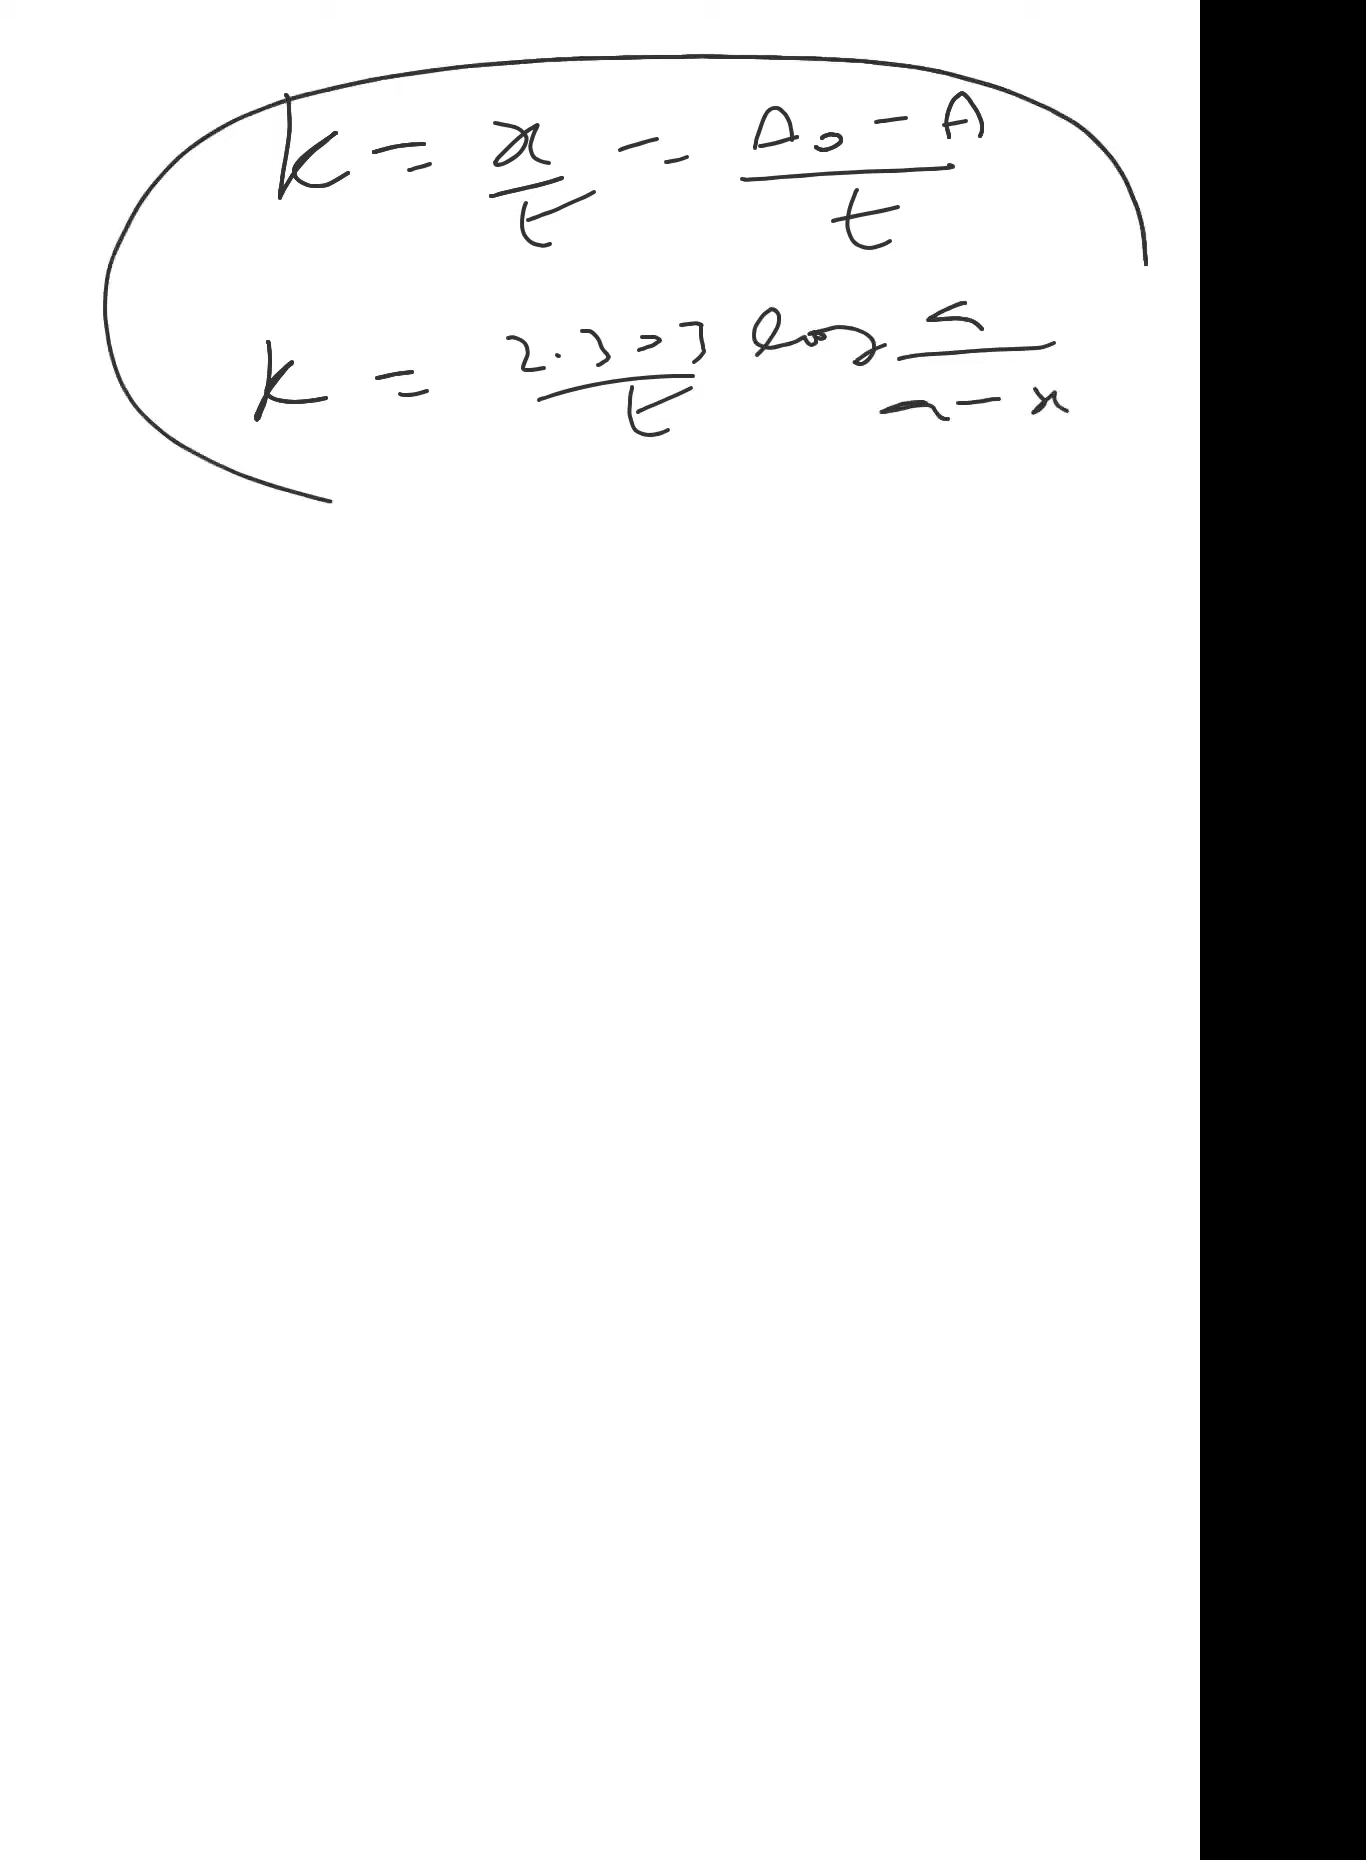 k = x/t = A₀ - A/t
k = 2.303/t log a/a - x